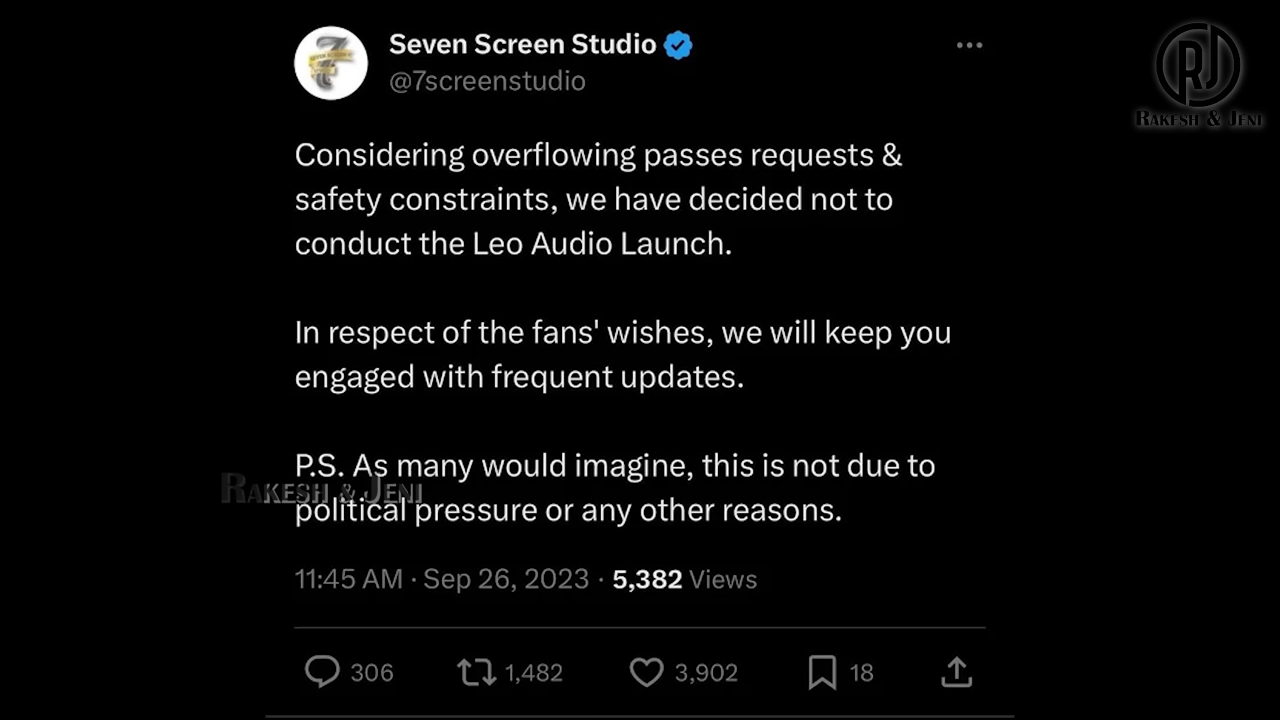 Seven Screen Studio
@7screenstudio
RJ
RAKESH & JENI
Considering overflowing passes requests &
safety constraints, we have decided not to
conduct the Leo Audio Launch.
In respect of the fans' wishes, we will keep you
engaged with frequent updates.
P.S. As many would imagine, this is not due to
RAKESH & JENI
political pressure or any other reasons.
11:45 AM · Sep 26, 2023 · 5,382 Views
306 1,482 3,902 18